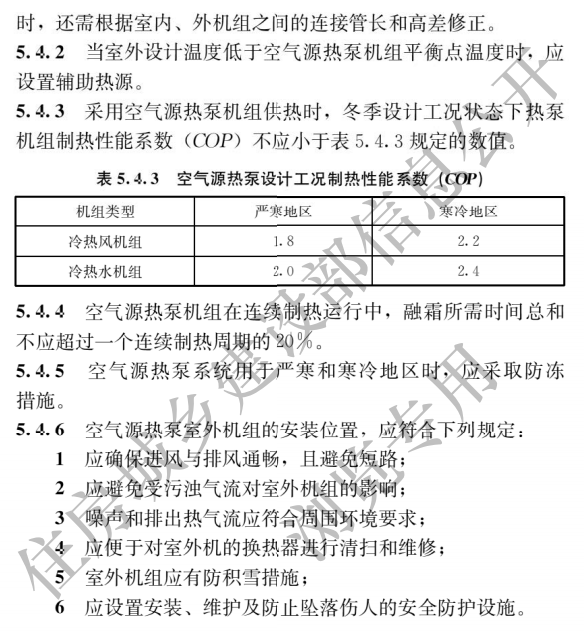 时，还需根据室内、外机组之间的连接管长和高差修正。
5.4.2 当室外设计温度低于空气源热泵机组平衡点温度时，应
设置辅助热源。
5.4.3 采用空气源热泵机组供热时，冬季设计工况状态下热泵
机组制热性能系数（COP）不应小于表 5.4.3 规定的数值。
表 5.4.3 空气源热泵设计工况制热性能系数（COP）
机组类型 严寒地区 寒冷地区
冷热风机组 1.8 2.2
冷热水机组 2.0 2.4
5.4.4 空气源热泵机组在连续制热运行中，融霜所需时间总和
不应超过一个连续制热周期的 20%。
5.4.5 空气源热泵系统用于严寒和寒冷地区时，应采取防冻
措施。
5.4.6 空气源热泵室外机组的安装位置，应符合下列规定：
1 应确保进风与排风通畅，且避免短路；
2 应避免受污浊气流对室外机组的影响；
3 噪声和排出热气流应符合周围环境要求；
4 应便于对室外机的换热器进行清扫和维修；
5 室外机组应有防积雪措施；
6 应设置安装、维护及防止坠落伤人的安全防护设施。
住房城乡建设部信息公开
浏览专用